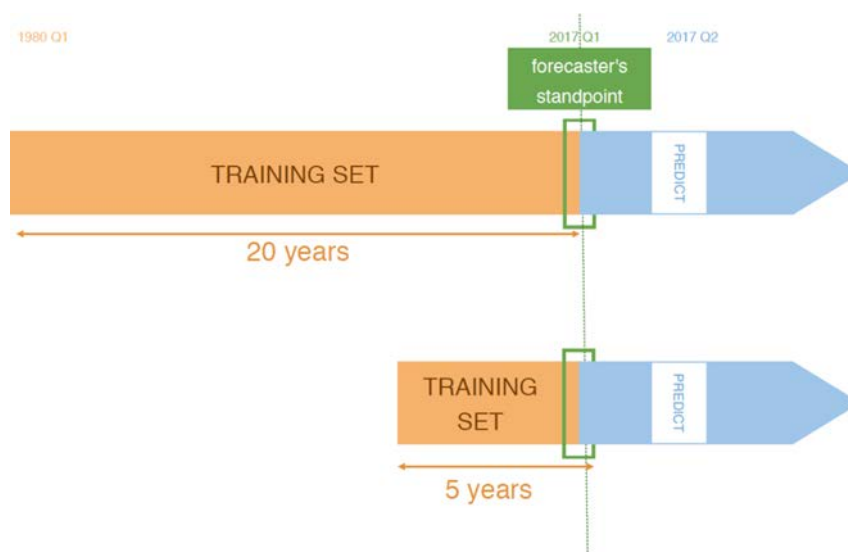 1980 Q1
2017 Q1
2017 Q2
forecaster's
standpoint
TRAINING SET
PREDICT
20 years
TRAINING
SET
PREDICT
5 years